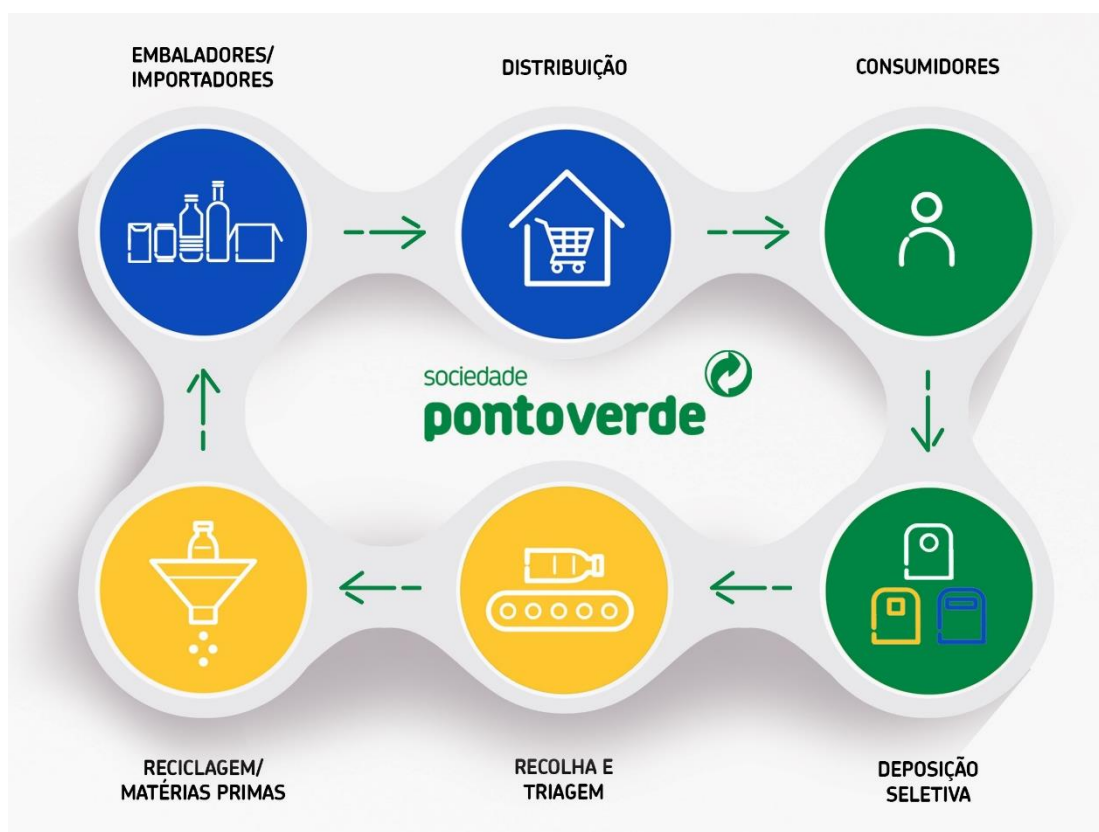 EMBALADORES/
IMPORTADORES
DISTRIBUIÇÃO
CONSUMIDORES
sociedade
pontoverde
RECICLAGEM/
MATÉRIAS PRIMAS
RECOLHA E
TRIAGEM
DEPOSIÇÃO
SELETIVA